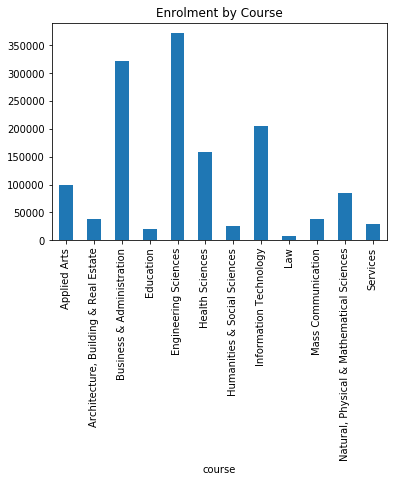 Enrolment by Course
350000
300000
250000
200000
150000
100000
50000
0
Applied Arts
Architecture, Building & Real Estate
Business & Administration
Education
Engineering Sciences
Health Sciences
Humanities & Social Sciences
Information Technology
Law
Mass Communication
Natural, Physical & Mathematical Sciences
Services
course